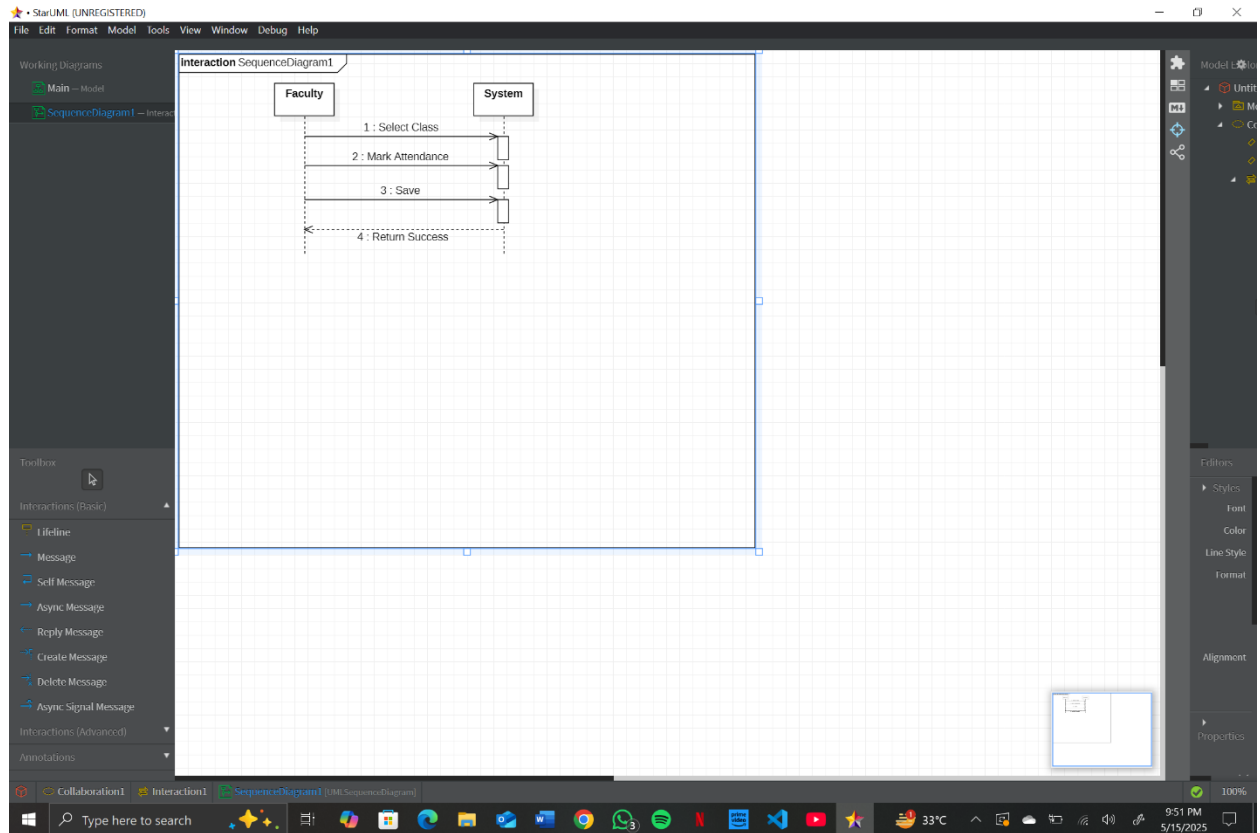 • StarUML (UNREGISTERED)
File Edit Format Model Tools View Window Debug Help
Working Diagrams
Main — Model
SequenceDiagram1 — Interac
interaction SequenceDiagram1
Faculty
System
1 : Select Class
2 : Mark Attendance
3 : Save
4 : Return Success
Model
Untit
Co
Toolbox
Interactions (Basic)
Lifeline
Message
Self Message
Async Message
Reply Message
Create Message
Delete Message
Async Signal Message
Interactions (Advanced)
Annotations
Editors
Styles
Font
Color
Line Style
Format
Alignment
Properties
Collaboration1 Interaction1 SequenceDiagram1 [UMLSequenceDiagram]
100%
Type here to search
33°C
9:51 PM
5/15/2025